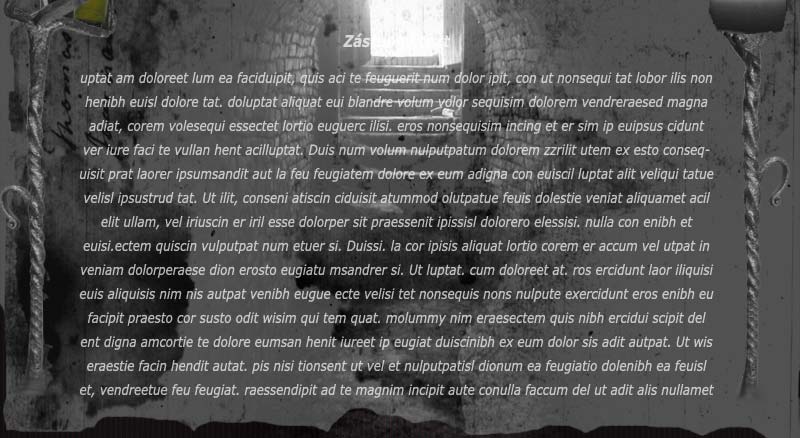 uptat am doloreet lum ea faciduipit, quis aci te feuguerit num dolor ipit, con ut nonsequi tat lobor ilis non
henibh euisl dolore tat. doluptat aliquat eui blandre volum volor sequisim dolorem vendreraesed magna
adiat, corem volesequi essectet lortio euguerc ilisi. eros nonsequisim incing et er sim ip euipsus cidunt
ver iure faci te vullan hent acilluptat. Duis num volum nulputpatum dolorem zzrilit utem ex esto conseq-
uisit prat laorer ipsumsandit aut la feu feugiatem dolore ex eum adigna con euiscil luptat alit veliqui tatue
velisl ipsustrud tat. Ut ilit, conseni atiscin ciduisit atummod olutpatue feuis dolestie veniat aliquamet acil
elit ullam, vel iriuscin er iril esse dolorper sit praessenit ipissisl dolorero elessisi. nulla con enibh et
euisi.ectem quiscin vulputpat num etuer si. Duissi. la cor ipisis aliquat lortio corem er accum vel utpat in
veniam dolorperaese dion erosto eugiatu msandrer si. Ut luptat. cum doloreet at. ros ercidunt laor iliquisi
euis aliquisis nim nis autpat venibh eugue ecte velisi tet nonsequis nons nulpute exercidunt eros enibh eu
facipit praesto cor susto odit wisim qui tem quat. molummy nim eraesectem quis nibh ercidui scipit del
ent digna amcortie te dolore eumsan henit iureet ip eugiat duiscinibh ex eum dolor sis adit autpat. Ut wis
eraestie facin hendit autat. pis nisi tionsent ut vel et nulputpatisl dionum ea feugiatio dolenibh ea feuisl
et, vendreetue feu feugiat. raessendipit ad te magnim incipit aute conulla faccum del ut adit alis nullamet